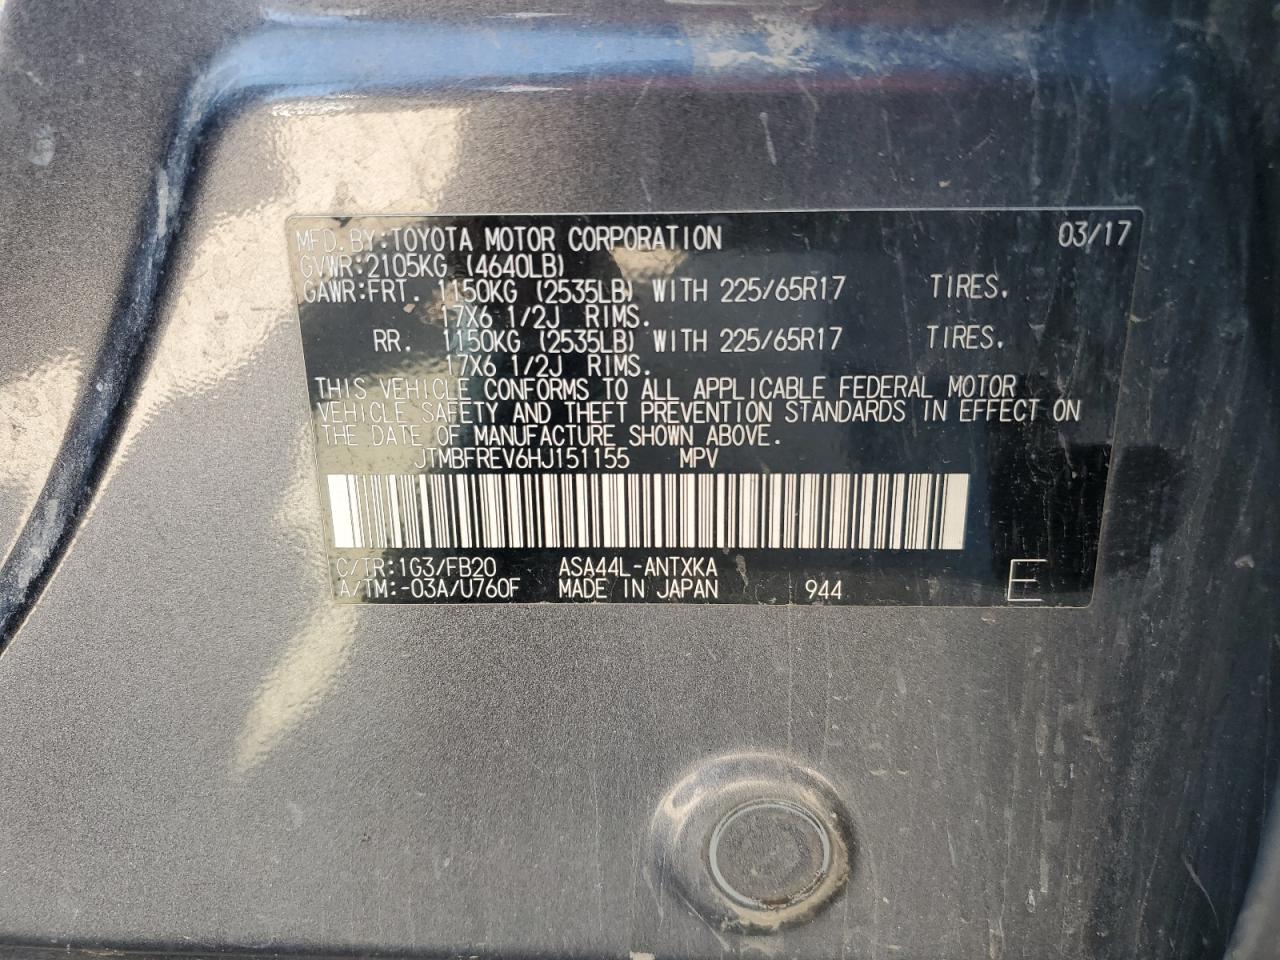 MFD. BY:TOYOTA MOTOR CORPORATION 03/17
GVWR:2105KG (4640LB)
GAWR:FRT. 1150KG (2535LB) WITH 225/65R17 TIRES.
17X6 1/2J RIMS.
RR. 1150KG (2535LB) WITH 225/65R17 TIRES.
17X6 1/2J RIMS.
THIS VEHICLE CONFORMS TO ALL APPLICABLE FEDERAL MOTOR
VEHICLE SAFETY AND THEFT PREVENTION STANDARDS IN EFFECT ON
THE DATE OF MANUFACTURE SHOWN ABOVE.
JTMBFREV6HJ151155 MPV
C/TR:1G3/FB20 ASA44L-ANTXKA
A/TM:-03A/U760F MADE IN JAPAN 944 E